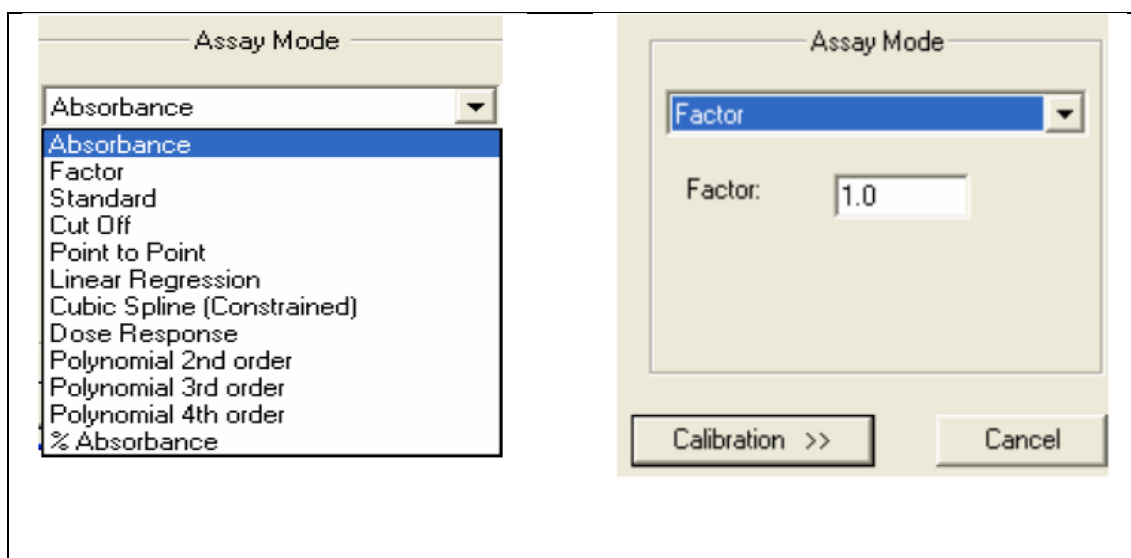 Assay Mode
Absorbance
Absorbance
Factor
Standard
Cut Off
Point to Point
Linear Regression
Cubic Spline (Constrained)
Dose Response
Polynomial 2nd order
Polynomial 3rd order
Polynomial 4th order
% Absorbance
Assay Mode
Factor
Factor: 1.0
Calibration >> Cancel